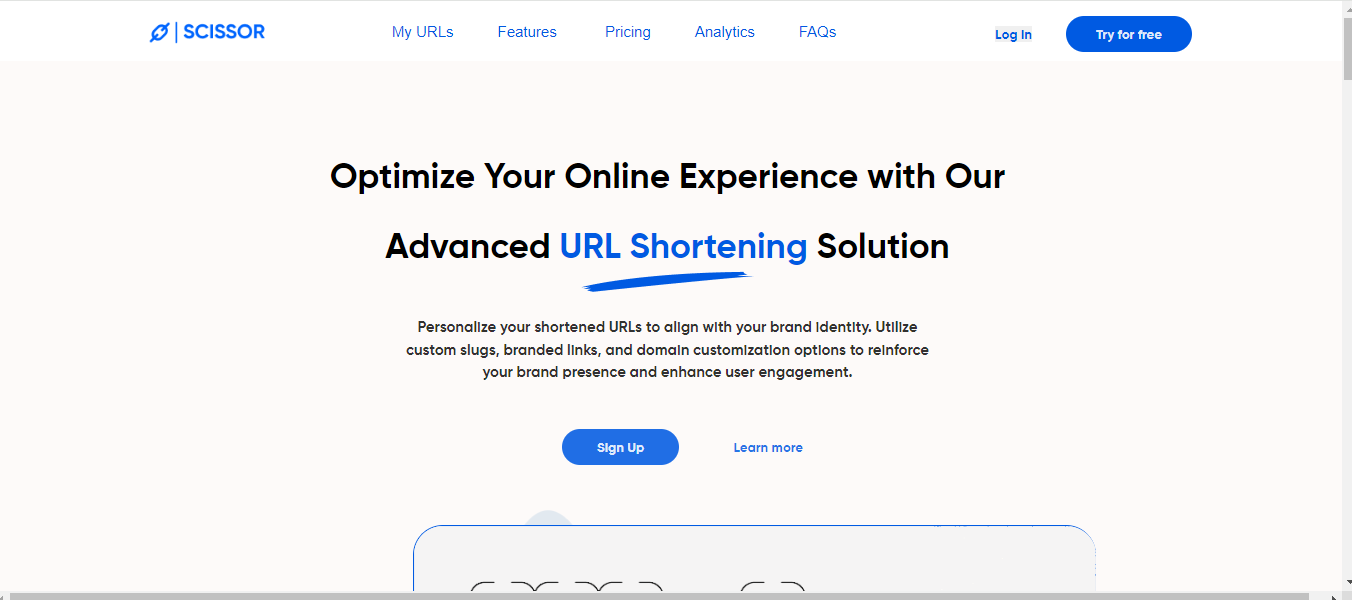 SCISSOR
My URLs Features Pricing Analytics FAQs Log In Try for free
Optimize Your Online Experience with Our
Advanced URL Shortening Solution
Personalize your shortened URLs to align with your brand identity. Utilize
custom slugs, branded links, and domain customization options to reinforce
your brand presence and enhance user engagement.
Sign Up Learn more